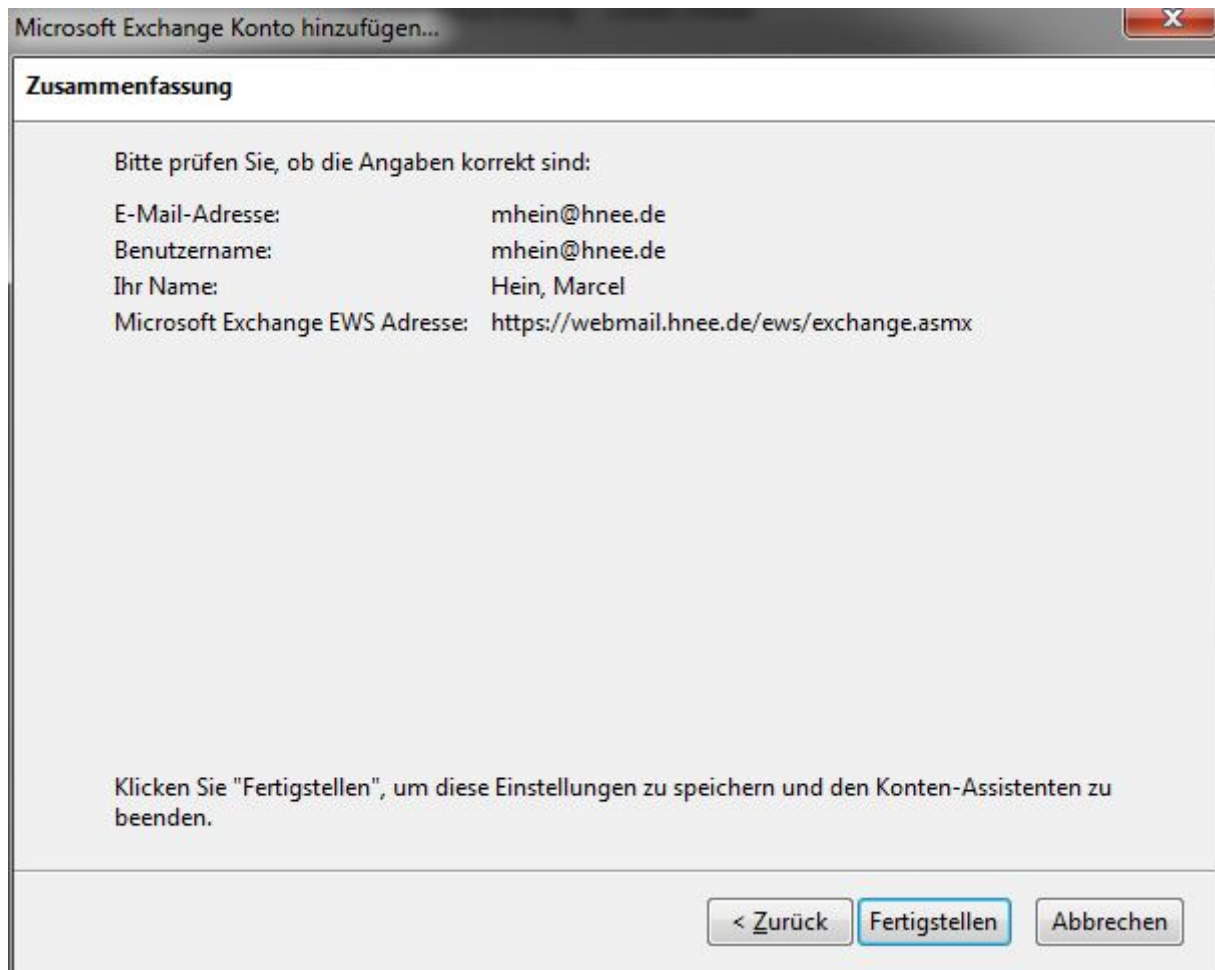 Microsoft Exchange Konto hinzufügen...
Zusammenfassung
Bitte prüfen Sie, ob die Angaben korrekt sind:
E-Mail-Adresse: mhein@hnee.de
Benutzername: mhein@hnee.de
Ihr Name: Hein, Marcel
Microsoft Exchange EWS Adresse: https://webmail.hnee.de/ews/exchange.asmx
Klicken Sie "Fertigstellen", um diese Einstellungen zu speichern und den Konten-Assistenten zu
beenden.
< Zurück Fertigstellen Abbrechen